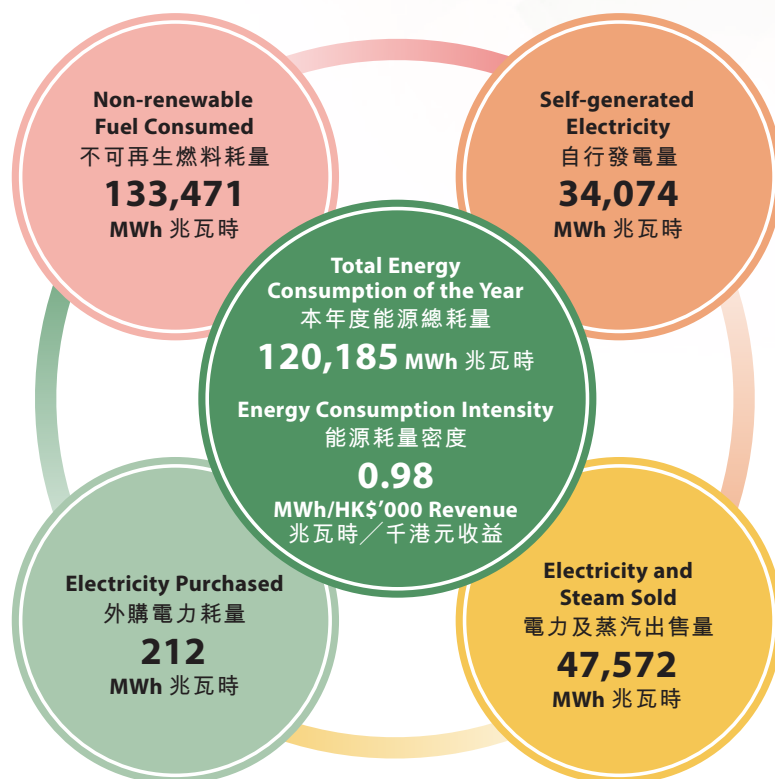 Non-renewable
Fuel Consumed
不可再生燃料耗量
133,471
MWh 兆瓦時
Self-generated
Electricity
自行發電量
34,074
MWh 兆瓦時
Total Energy
Consumption of the Year
本年度能源總耗量
120,185 MWh 兆瓦時
Energy Consumption Intensity
能源耗量密度
0.98
MWh/HK$’000 Revenue
兆瓦時╱千港元收益
Electricity Purchased
外購電力耗量
212
MWh 兆瓦時
Electricity and
Steam Sold
電力及蒸汽出售量
47,572
MWh 兆瓦時